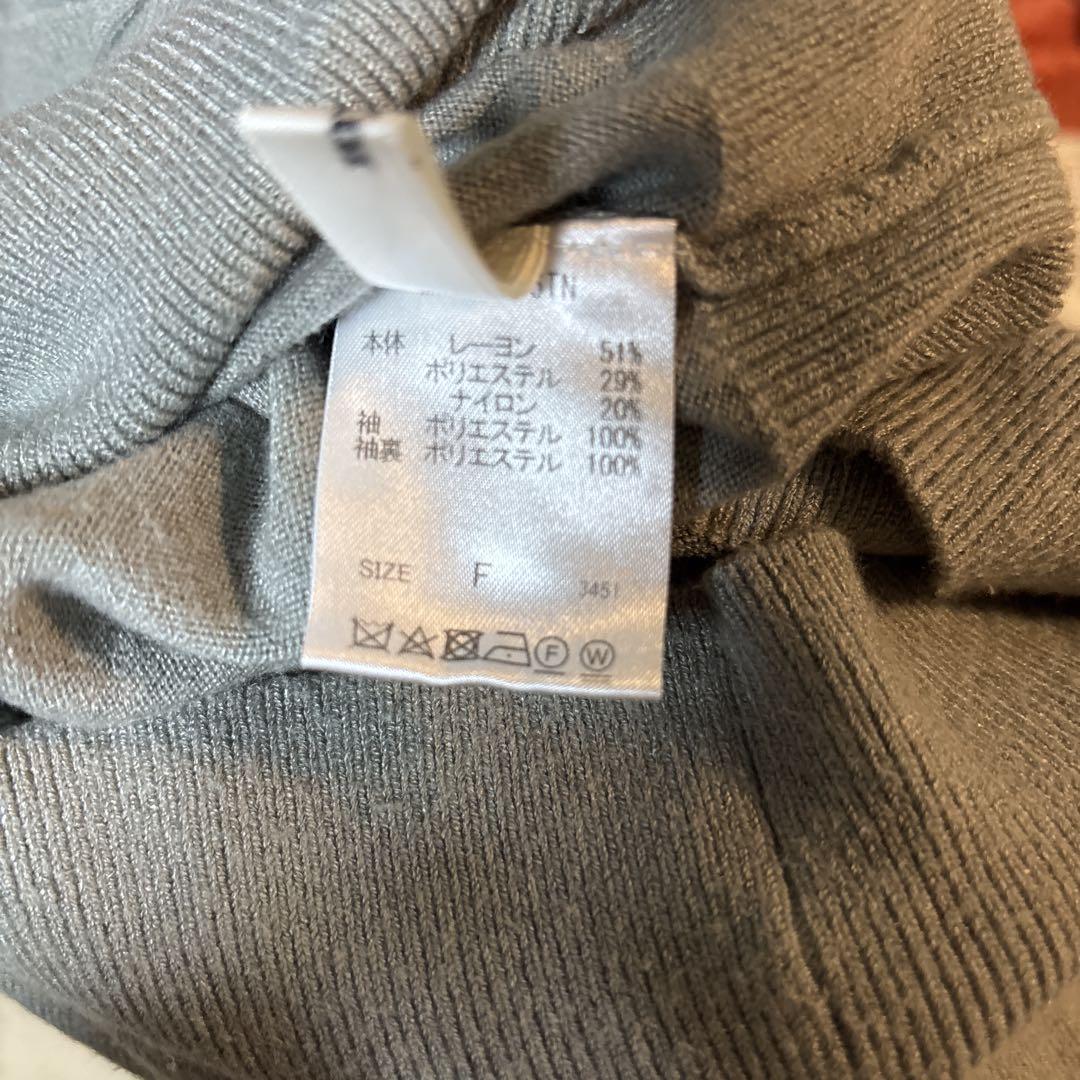 本体 レーヨン 51%
ポリエステル 29%
ナイロン 20%
袖 ポリエステル 100%
袖裏 ポリエステル 100%
SIZE F 3451
F W